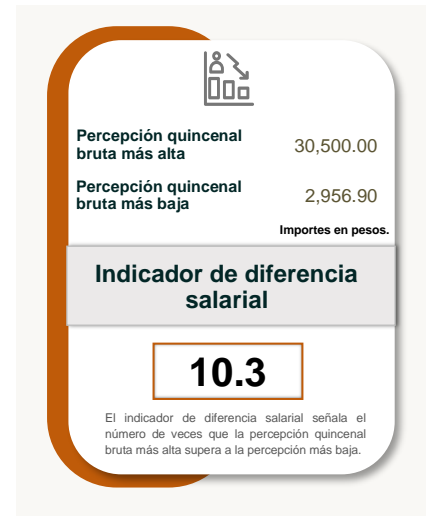 Percepción quincenal
bruta más alta
30,500.00
Percepción quincenal
bruta más baja
2,956.90
Importes en pesos.
Indicador de diferencia
salarial
10.3
El indicador de diferencia salarial señala el
número de veces que la percepción quincenal
bruta más alta supera a la percepción más baja.